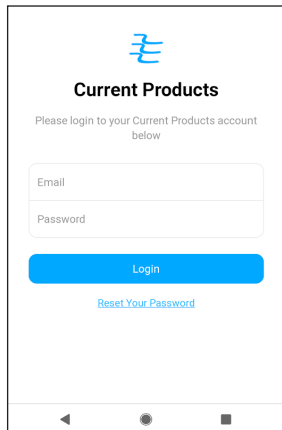 Current Products
Please login to your Current Products account
below
Email
Password
Login
Reset Your Password